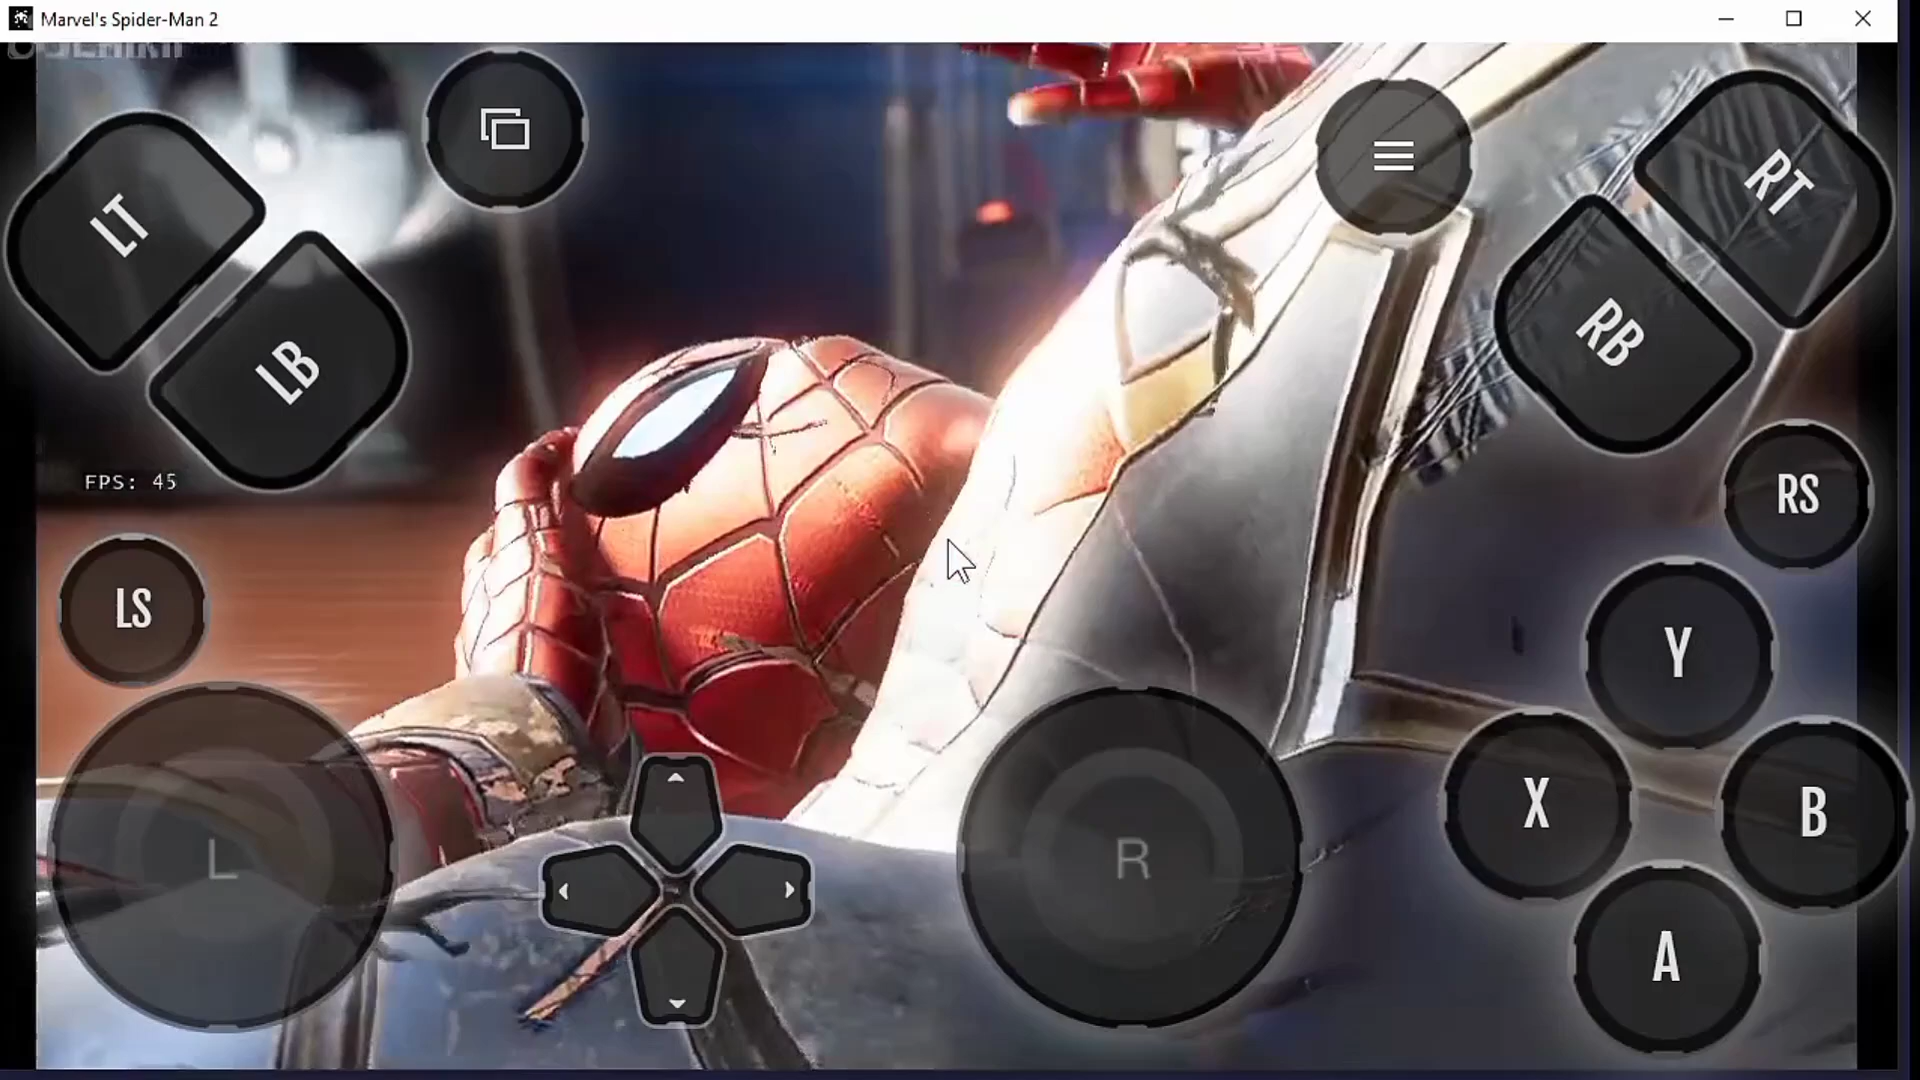 Marvel's Spider-Man 2
LT
RT
LB
RB
FPS: 45
RS
LS
Y
X
B
L
R
A